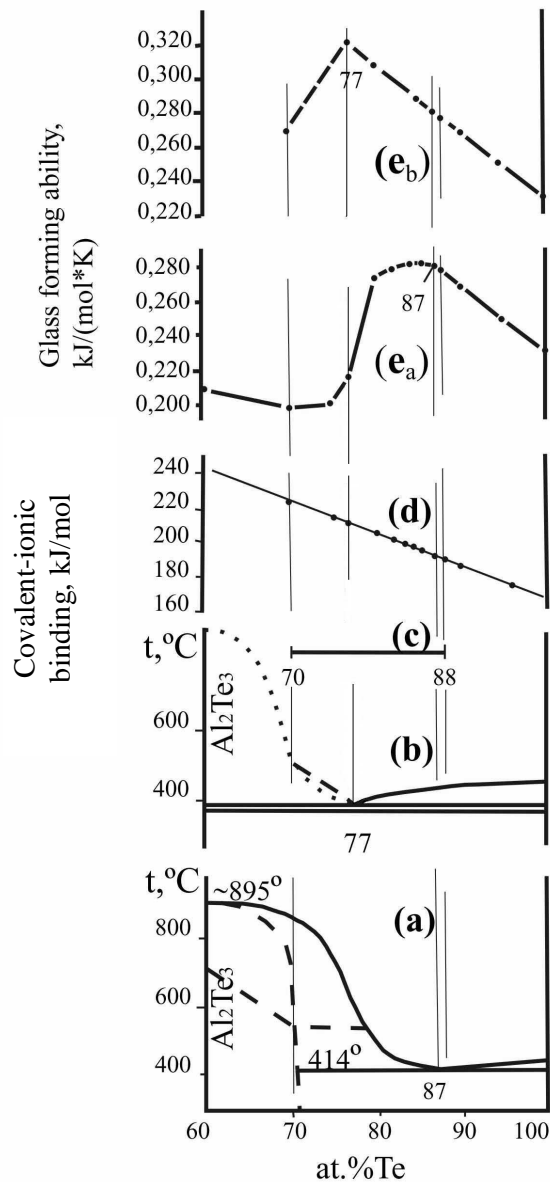 Glass forming ability,
kJ/(mol*K)
0,320
0,300
0,280
0,260
0,240
0,220
77
(e_b)
0,280
0,260
0,240
0,220
0,200
87
(e_a)
Covalent-ionic
binding, kJ/mol
240
220
200
180
160
(d)
t,ºC
(c)
70
88
Al₂Te₃
600
400
(b)
77
t,ºC
~895º
(a)
800
600
400
Al₂Te₃
414º
87
60
70
80
90
100
at.%Te